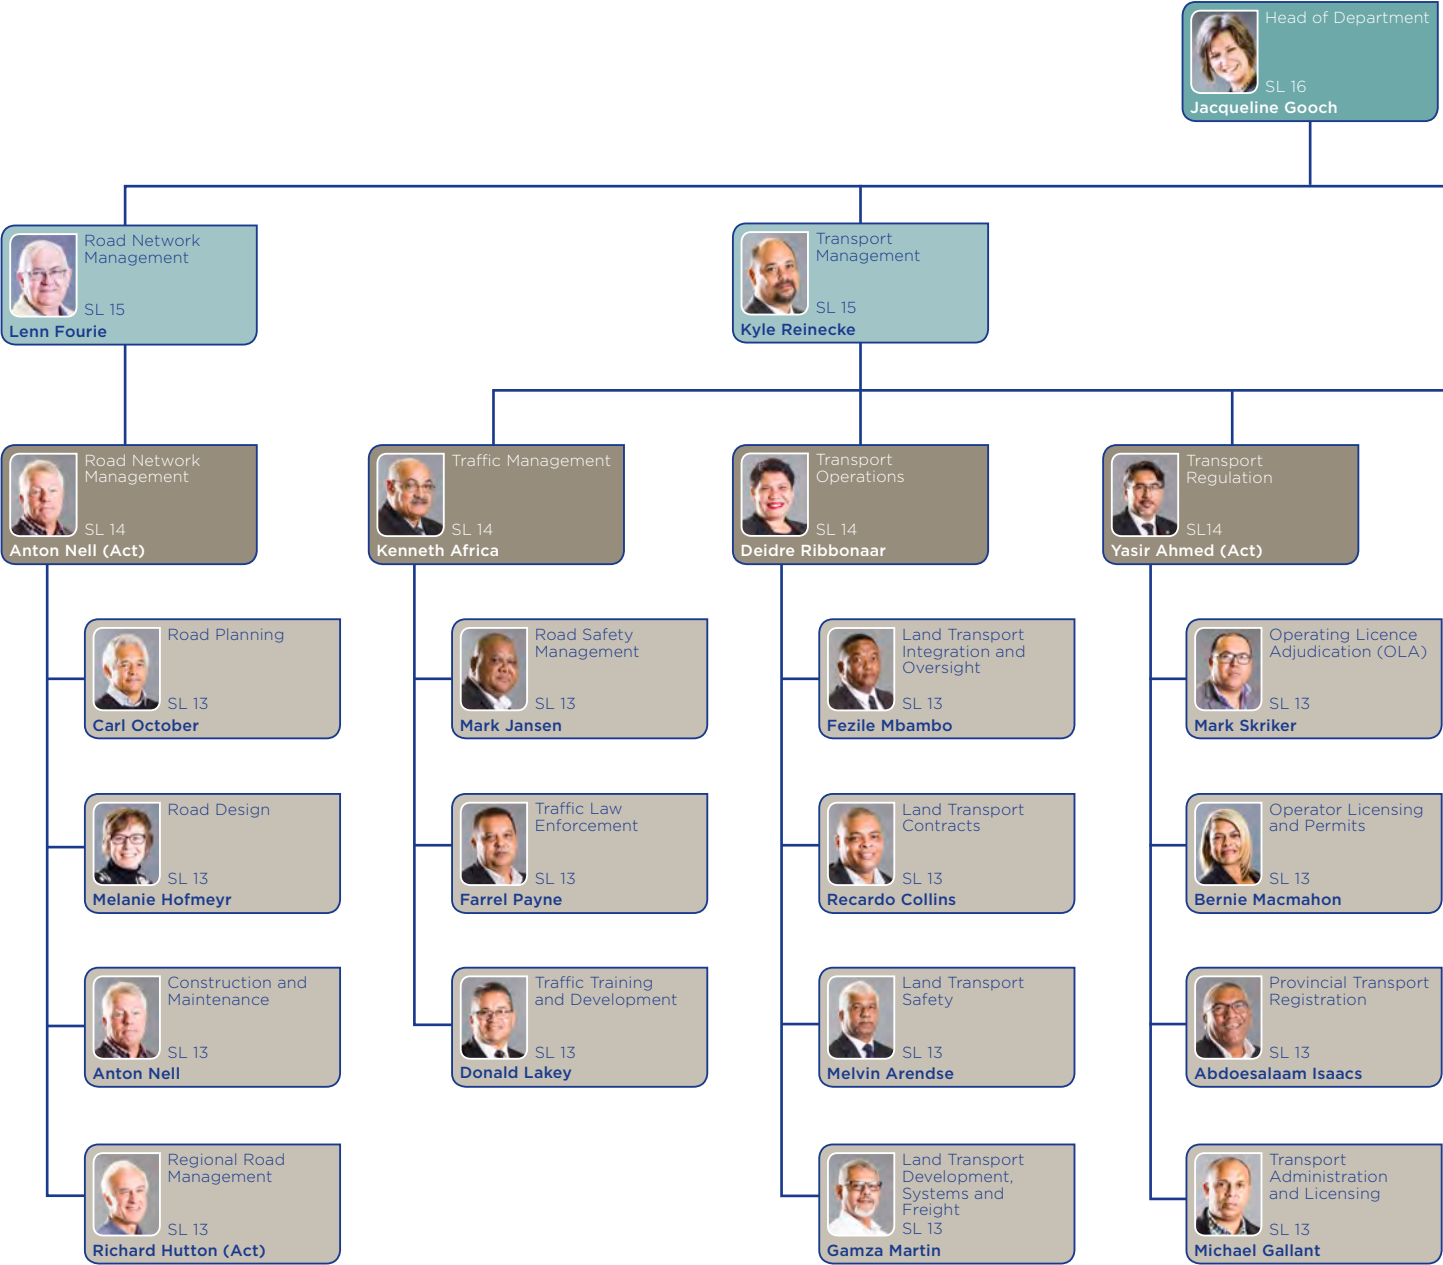 Head of Department
SL 16
Jacqueline Gooch
Road Network
Management
SL 15
Lenn Fourie
Transport
Management
SL 15
Kyle Reinecke
Road Network
Management
SL 14
Anton Nell (Act)
Traffic Management
SL 14
Kenneth Africa
Transport
Operations
SL 14
Deidre Ribbonaar
Transport
Regulation
SL14
Yasir Ahmed (Act)
Road Planning
SL 13
Carl October
Road Safety
Management
SL 13
Mark Jansen
Land Transport
Integration and
Oversight
SL 13
Fezile Mbambo
Operating Licence
Adjudication (OLA)
SL 13
Mark Skriker
Road Design
SL 13
Melanie Hofmeyr
Traffic Law
Enforcement
SL 13
Farrel Payne
Land Transport
Contracts
SL 13
Recardo Collins
Operator Licensing
and Permits
SL 13
Bernie Macmahon
Construction and
Maintenance
SL 13
Anton Nell
Traffic Training
and Development
SL 13
Donald Lakey
Land Transport
Safety
SL 13
Melvin Arendse
Provincial Transport
Registration
SL 13
Abdoesalaam Isaacs
Regional Road
Management
SL 13
Richard Hutton (Act)
Land Transport
Development,
Systems and
Freight
SL 13
Gamza Martin
Transport
Administration
and Licensing
SL 13
Michael Gallant